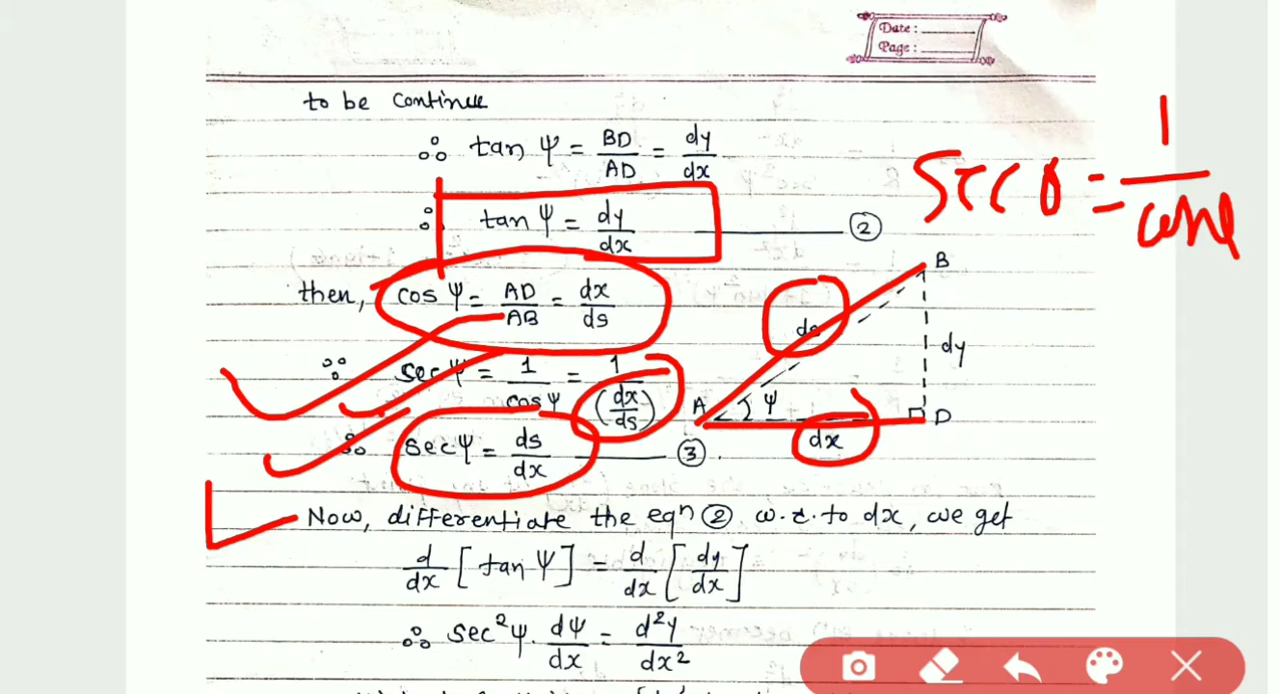 Date :
Page :
to be continue
∴ tan ψ = BD/AD = dy/dx
∴ tan ψ = dy/dx ——— ②
then, cos ψ = AD/AB = dx/ds
∴ sec ψ = 1/cos ψ = 1/(dx/ds)
∴ sec ψ = ds/dx ——— ③
sec θ = 1/cosθ
B
ds
dy
A
ψ
D
dx
Now, differentiate the eqn ② w.r.to dx, we get
d/dx [tan ψ] = d/dx [dy/dx]
∴ sec²ψ . dψ/dx = d²y/dx²